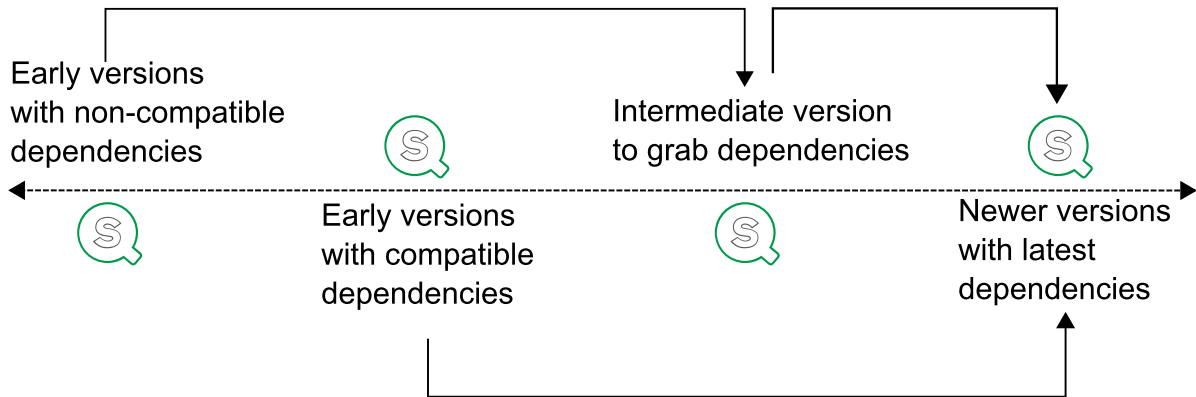 Early versions
with non-compatible
dependencies
S
S
Early versions
with compatible
dependencies
Intermediate version
to grab dependencies
S
S
Newer versions
with latest
dependencies